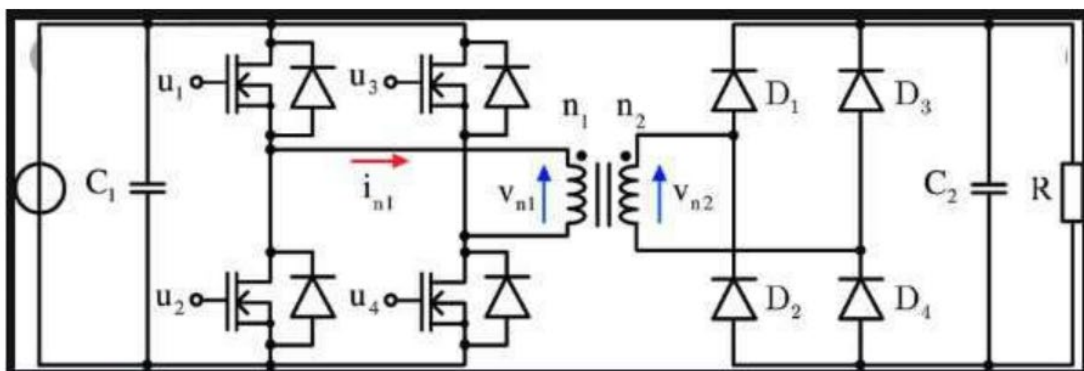 u₁
u₃
n₁ n₂
D₁ D₃
C₁
iₙ₁
vₙ₁
vₙ₂
C₂
R
u₂
u₄
D₂ D₄